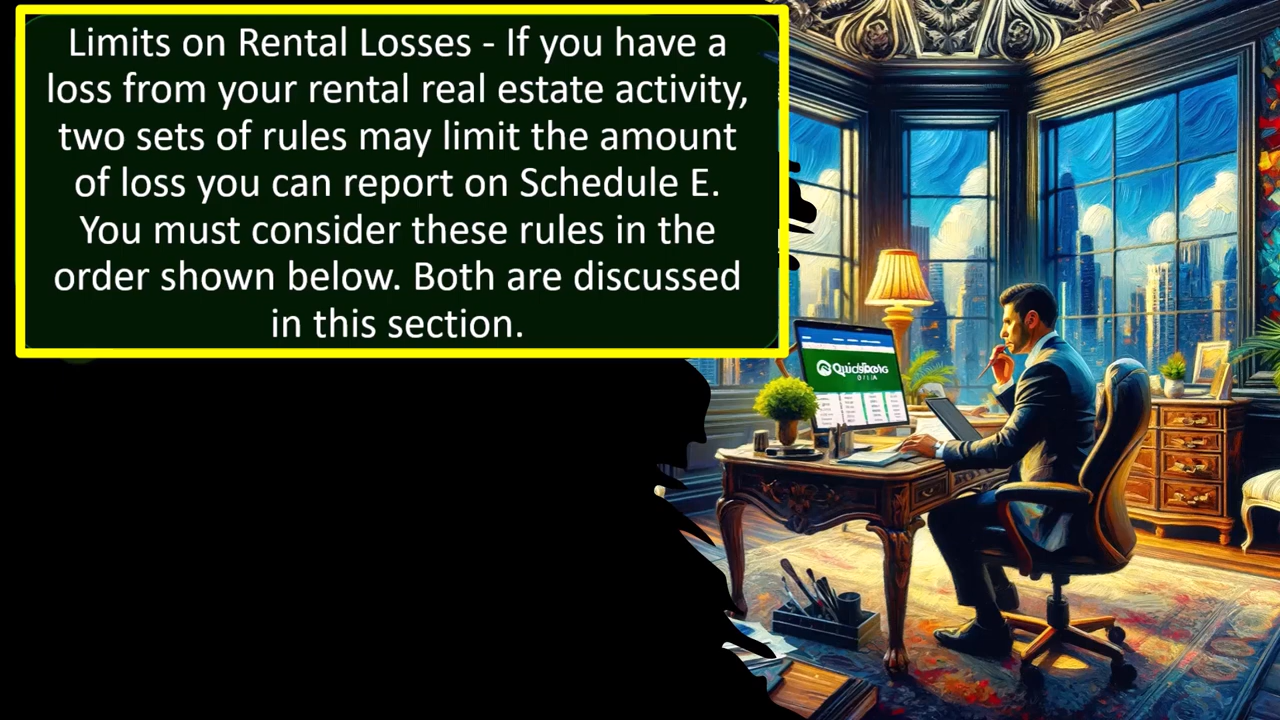 Limits on Rental Losses - If you have a
loss from your rental real estate activity,
two sets of rules may limit the amount
of loss you can report on Schedule E.
You must consider these rules in the
order shown below. Both are discussed
in this section.